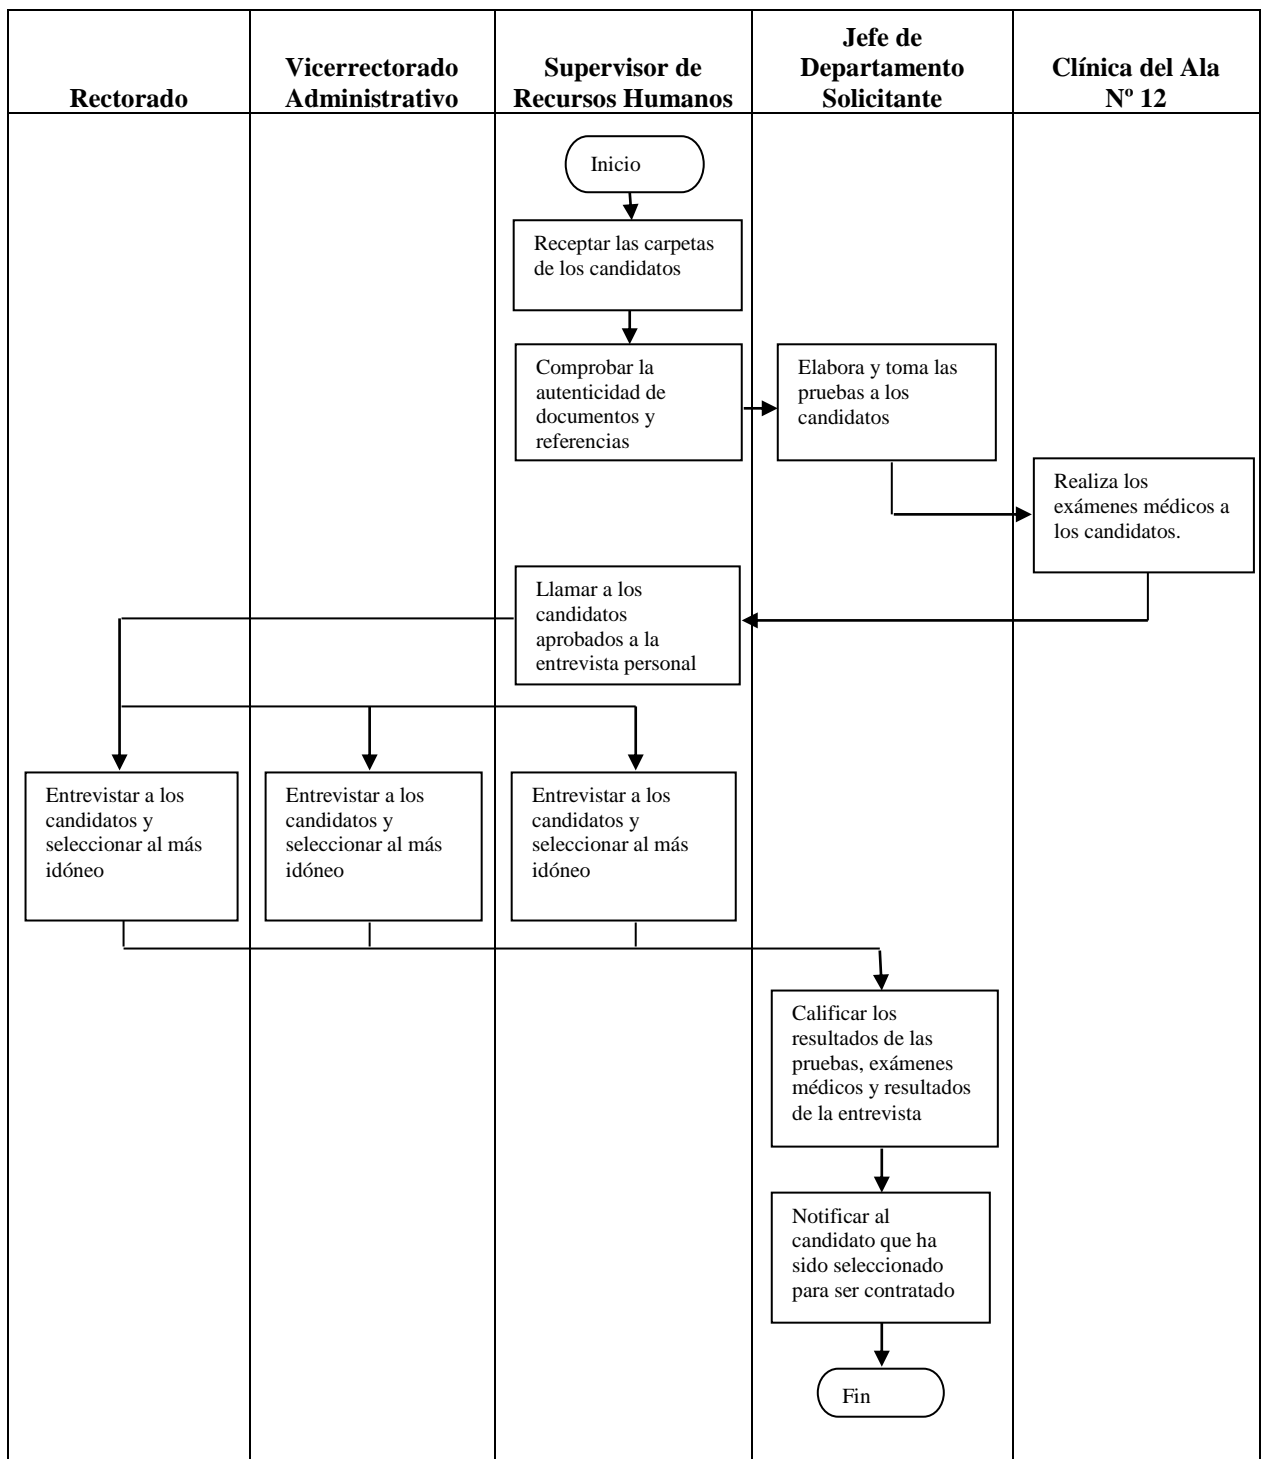 Rectorado
Vicerrectorado
Administrativo
Supervisor de
Recursos Humanos
Jefe de
Departamento
Solicitante
Clínica del Ala
Nº 12
Inicio
Receptar las carpetas
de los candidatos
Comprobar la
autenticidad de
documentos y
referencias
Elabora y toma las
pruebas a los
candidatos
Realiza los
exámenes médicos a
los candidatos.
Llamar a los
candidatos
aprobados a la
entrevista personal
Entrevistar a los
candidatos y
seleccionar al más
idóneo
Entrevistar a los
candidatos y
seleccionar al más
idóneo
Entrevistar a los
candidatos y
seleccionar al más
idóneo
Calificar los
resultados de las
pruebas, exámenes
médicos y resultados
de la entrevista
Notificar al
candidato que ha
sido seleccionado
para ser contratado
Fin